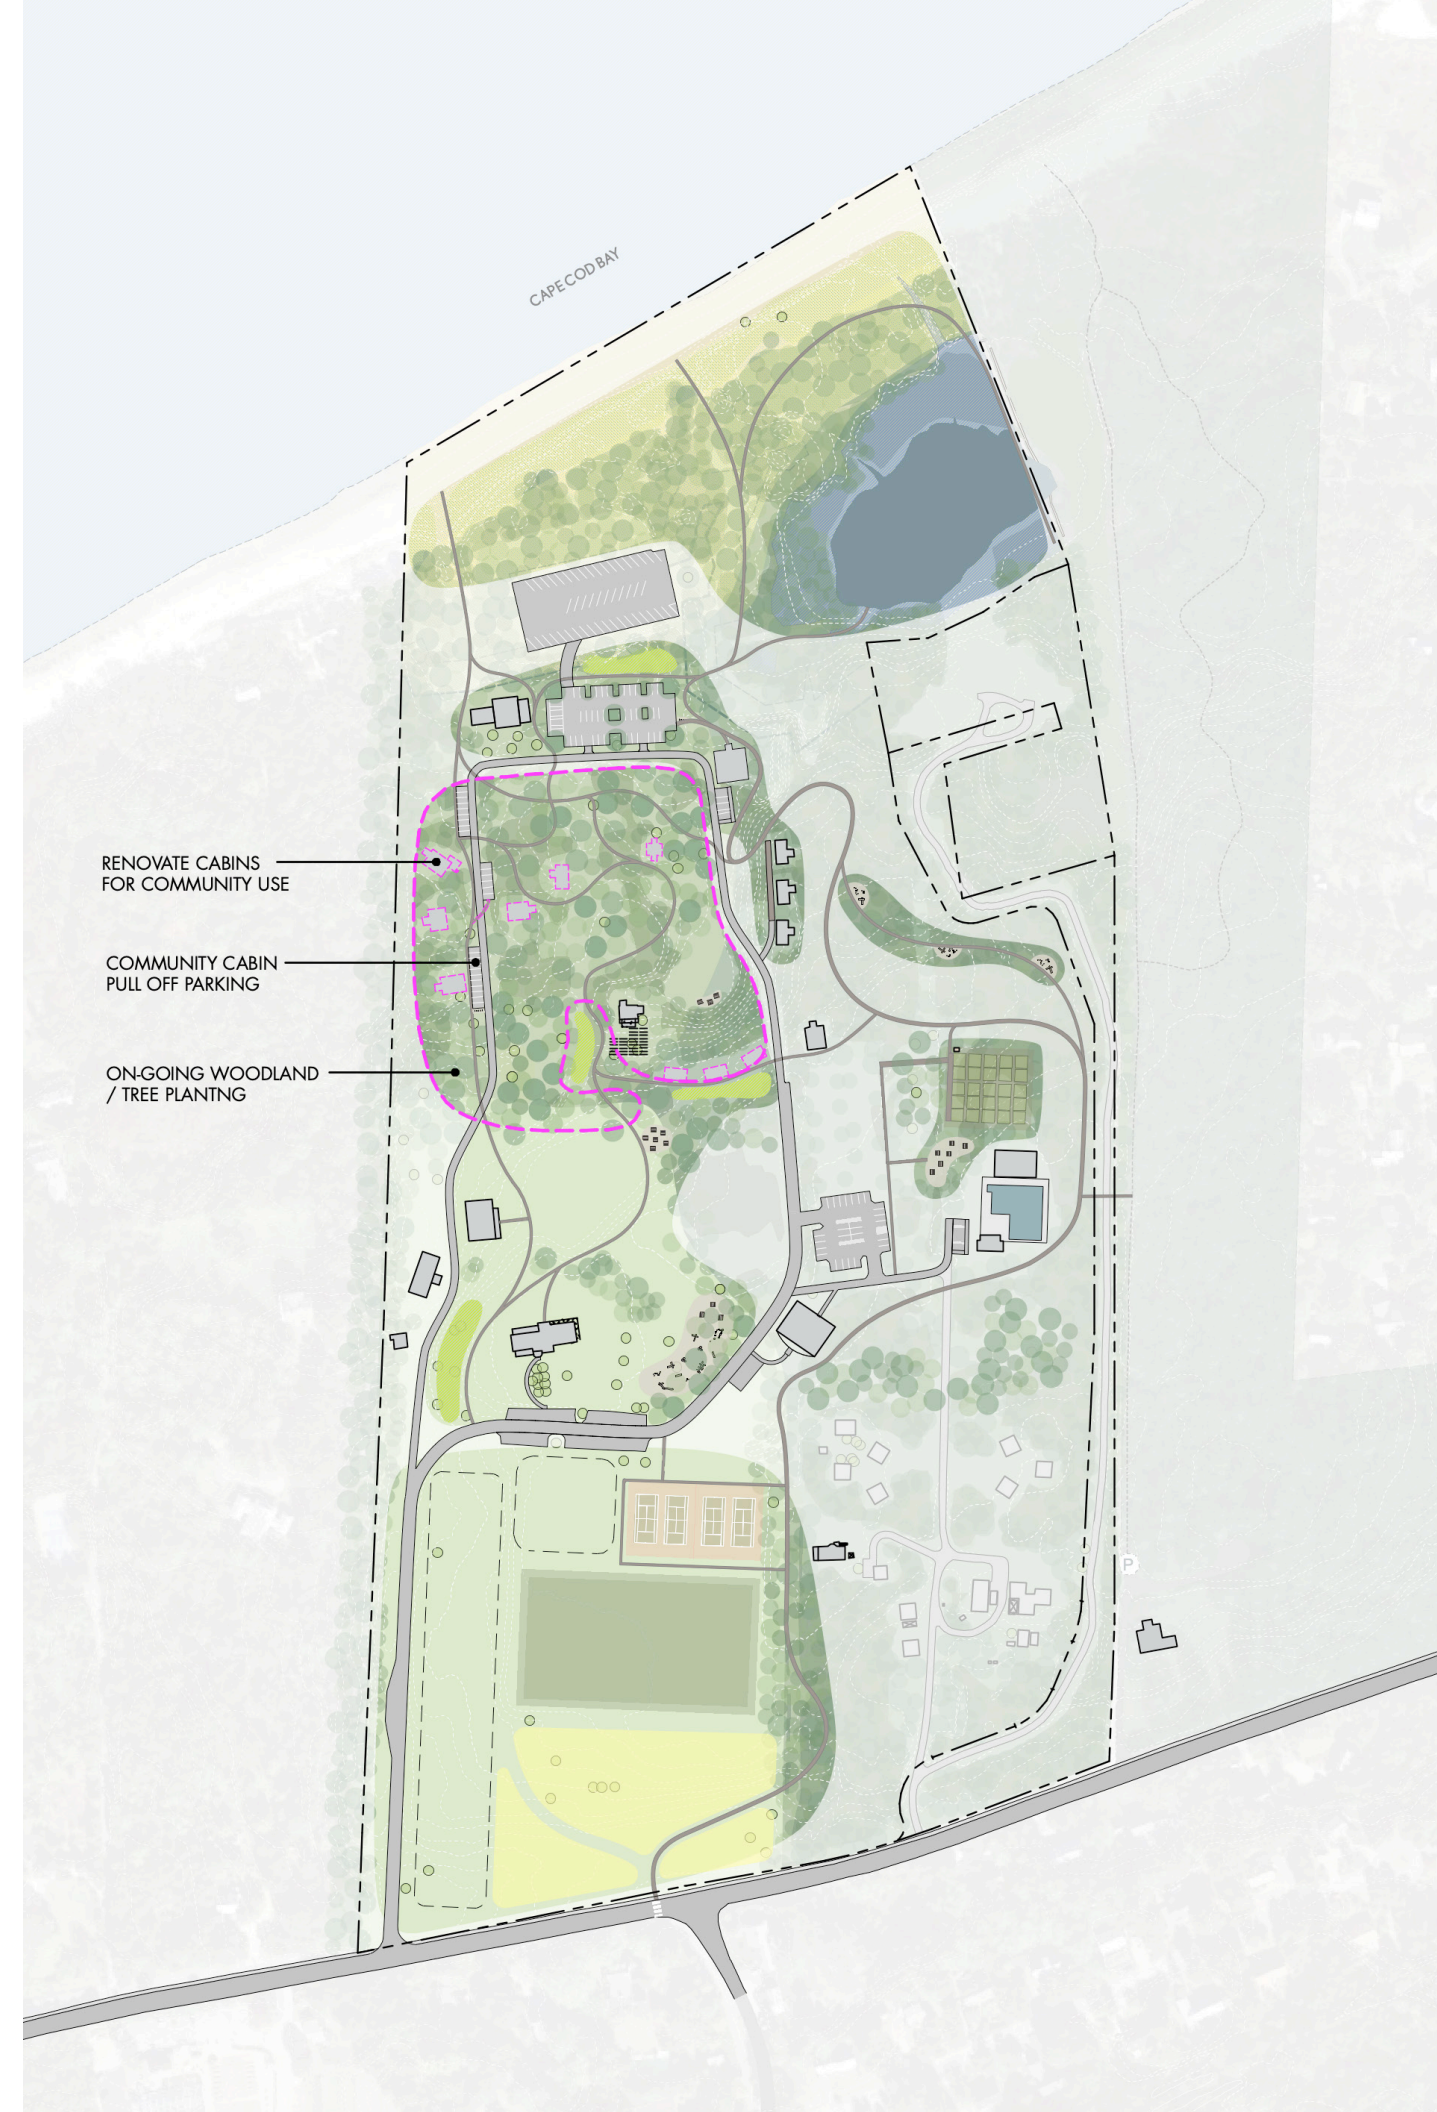 CAPE COD BAY
RENOVATE CABINS
FOR COMMUNITY USE
COMMUNITY CABIN
PULL OFF PARKING
ON-GOING WOODLAND
/ TREE PLANTNG
P